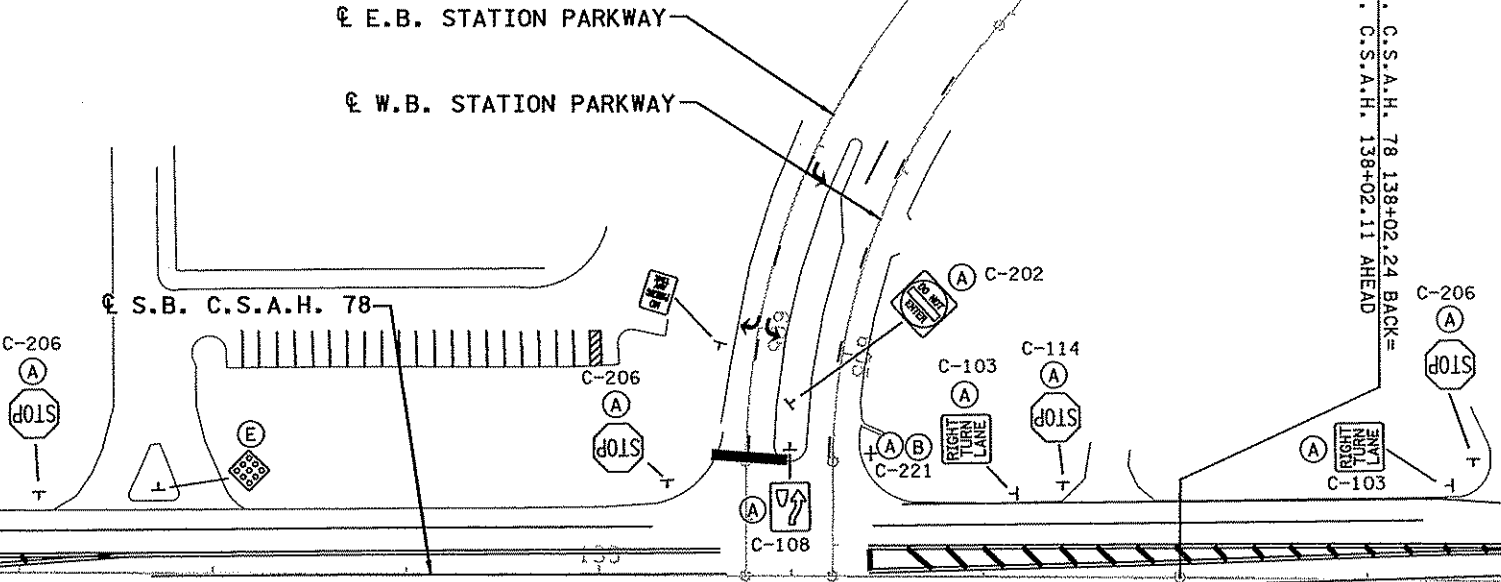 ℄ E.B. STATION PARKWAY
℄ W.B. STATION PARKWAY
. C.S.A.H. 78 138+02.24 BACK=
. C.S.A.H. 138+02.11 AHEAD
℄ S.B. C.S.A.H. 78
C-206
A
STOP
E
C-206
A
STOP
DO NOT
ENTER
A C-202
C-103
A
RIGHT
TURN
LANE
C-114
A
STOP
A B
C-221
A
C-108
C-206
A
STOP
A
RIGHT
TURN
LANE
C-103